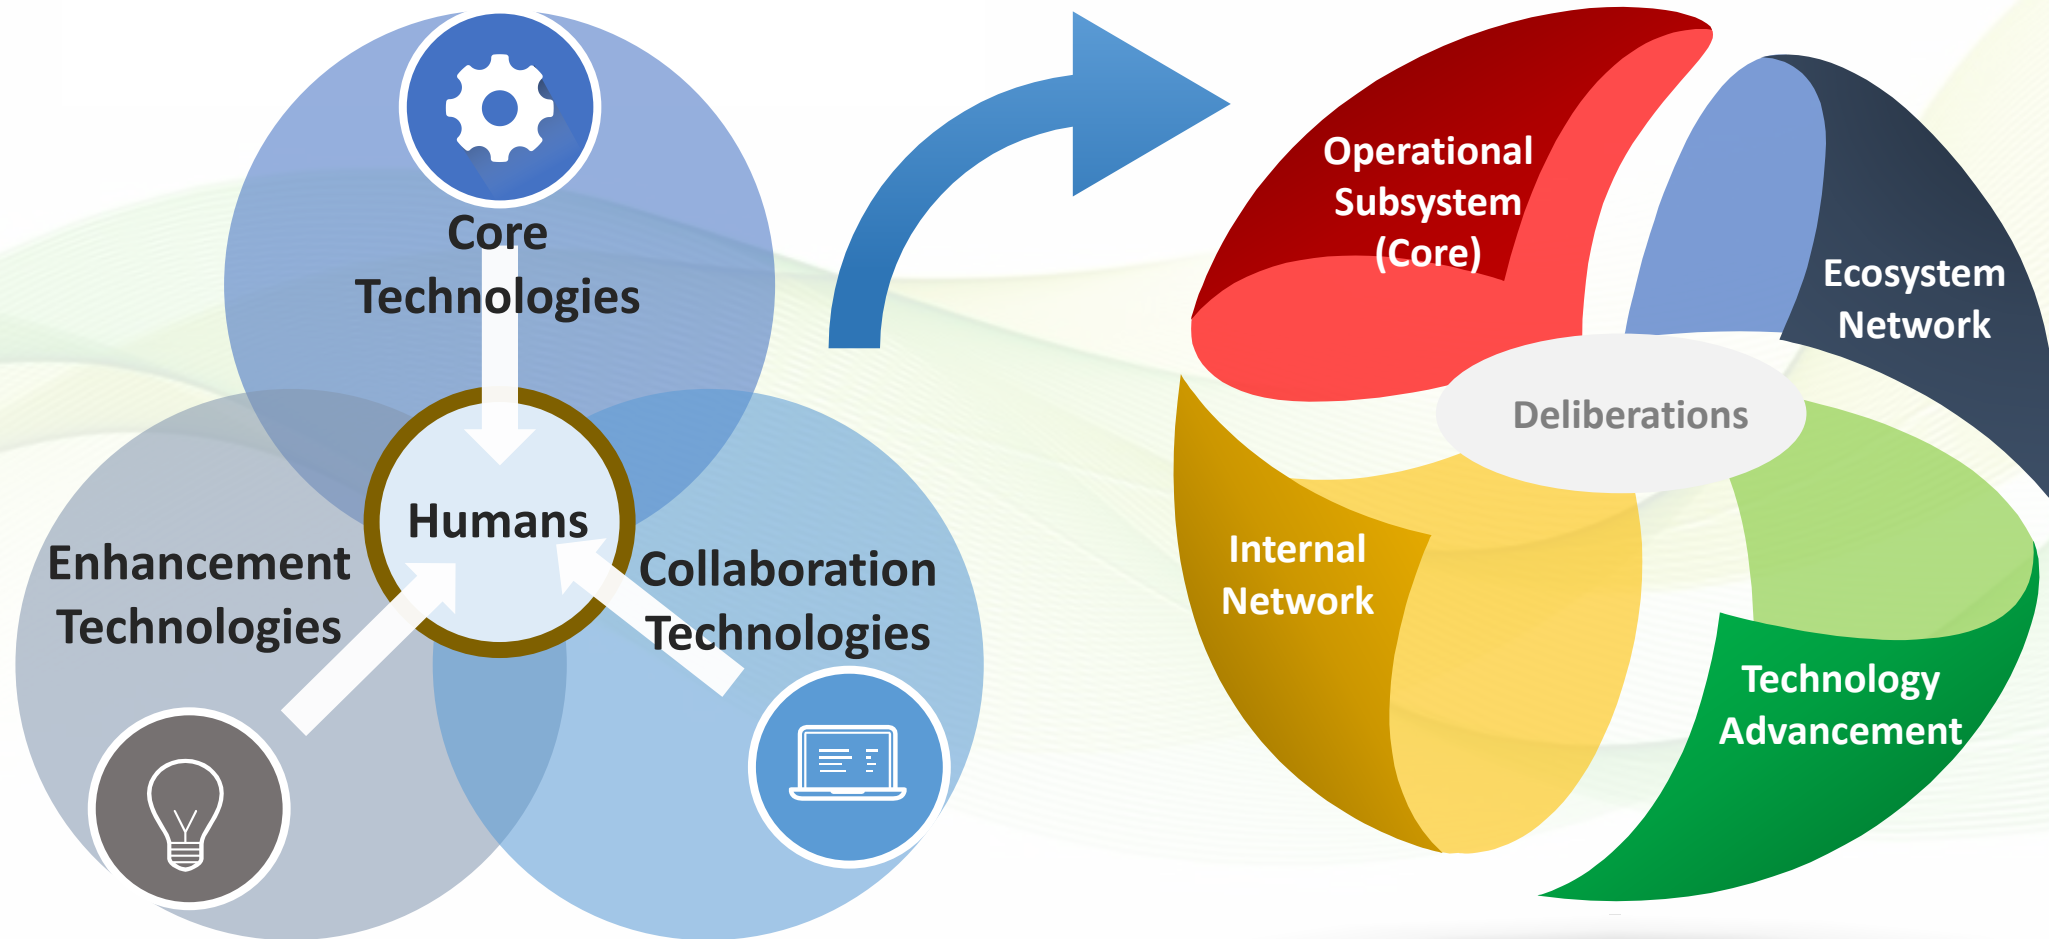 Core
Technologies
Humans
Enhancement
Technologies
Collaboration
Technologies
Operational
Subsystem
(Core)
Ecosystem
Network
Deliberations
Internal
Network
Technology
Advancement